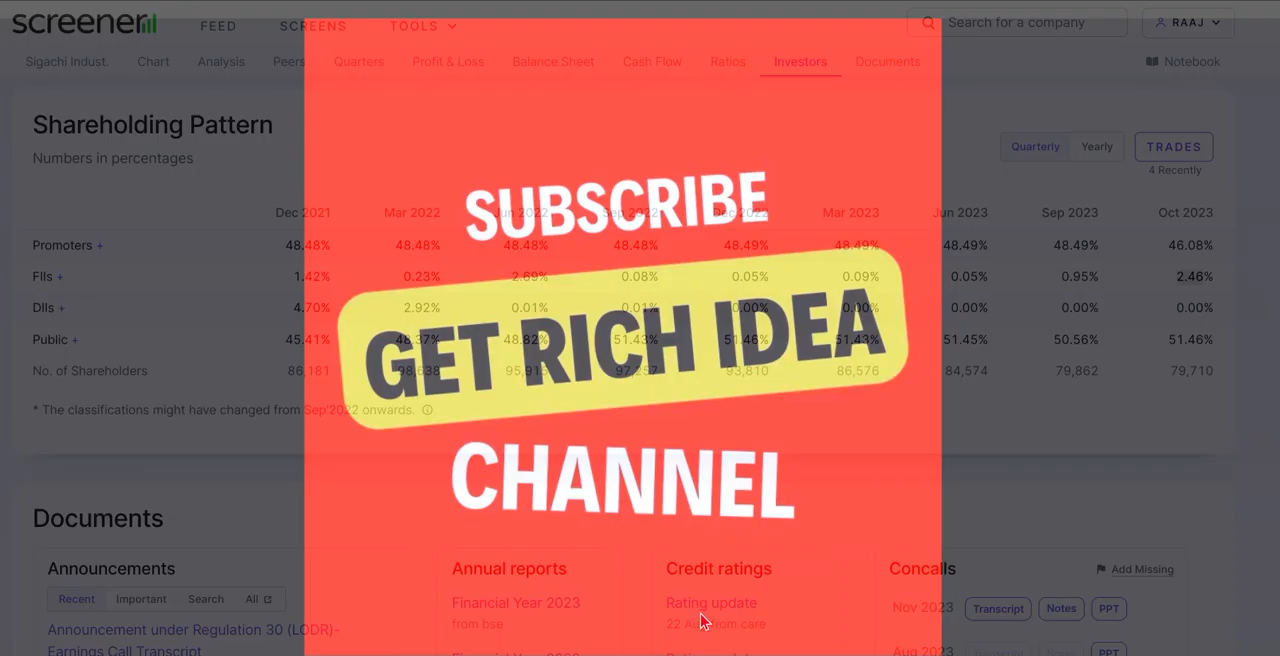 screener
FEED SCREENS TOOLS
Search for a company
RAAJ
Sigachi Indust. Chart Analysis Peers Quarters Profit & Loss Balance Sheet Cash Flow Ratios Investors Documents Notebook
Shareholding Pattern
Numbers in percentages
Quarterly Yearly TRADES
4 Recently
SUBSCRIBE
GET RICH IDEA
CHANNEL
Dec 2021 Mar 2022 Jun 2022 Sep 2022 Dec 2022 Mar 2023 Jun 2023 Sep 2023 Oct 2023
Promoters + 48.48% 48.48% 48.48% 48.48% 48.49% 48.49% 48.49% 48.49% 46.08%
FIIs + 1.42% 0.23% 2.69% 0.08% 0.05% 0.09% 0.05% 0.95% 2.46%
DIIs + 4.70% 2.92% 0.01% 0.01% 0.00% 0.00% 0.00% 0.00% 0.00%
Public + 45.41% 48.37% 48.82% 51.43% 51.46% 51.43% 51.45% 50.56% 51.46%
No. of Shareholders 86,181 98,638 95,915 97,257 93,810 86,576 84,574 79,862 79,710
* The classifications might have changed from Sep'2022 onwards.
Documents
Announcements
Recent Important Search All
Announcement under Regulation 30 (LODR)-
Earnings Call Transcript
Annual reports
Financial Year 2023
from bse
Credit ratings
Rating update
22 from care
Concalls
Add Missing
Nov 2023 Transcript Notes PPT
Aug 2023 Transcript Notes PPT